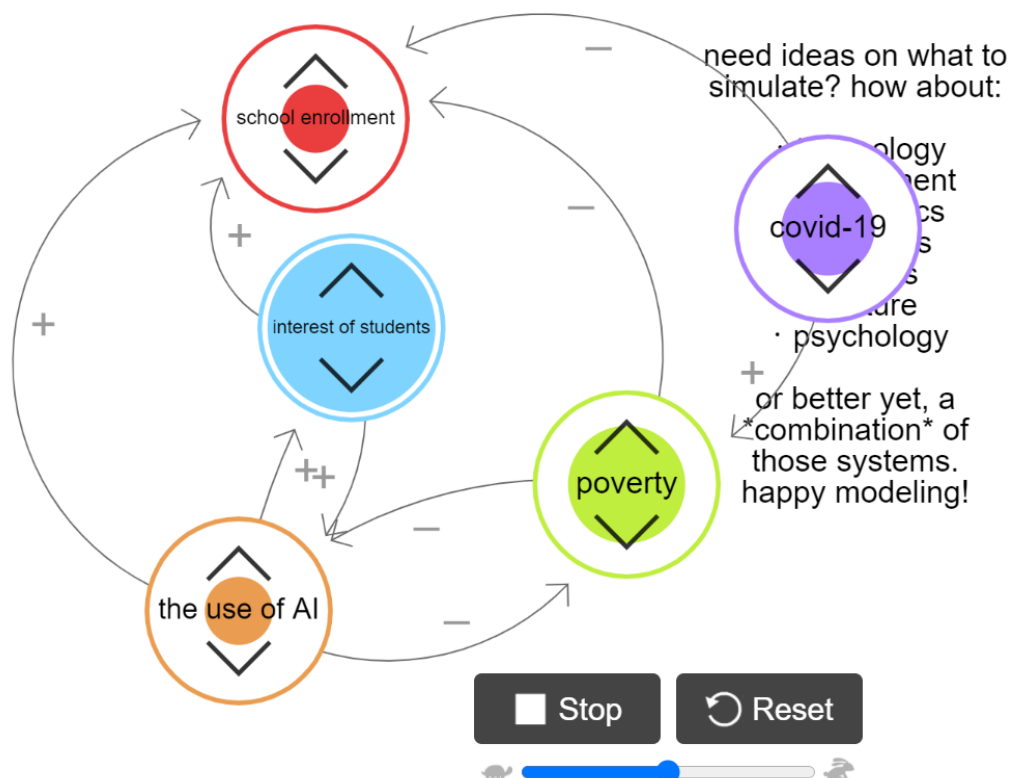 need ideas on what to
simulate? how about:
school enrollment
covid-19
interest of students
· psychology
or better yet, a
*combination* of
those systems.
happy modeling!
poverty
the use of AI
Stop
Reset
+
+
+
+
+
–
–
–
–